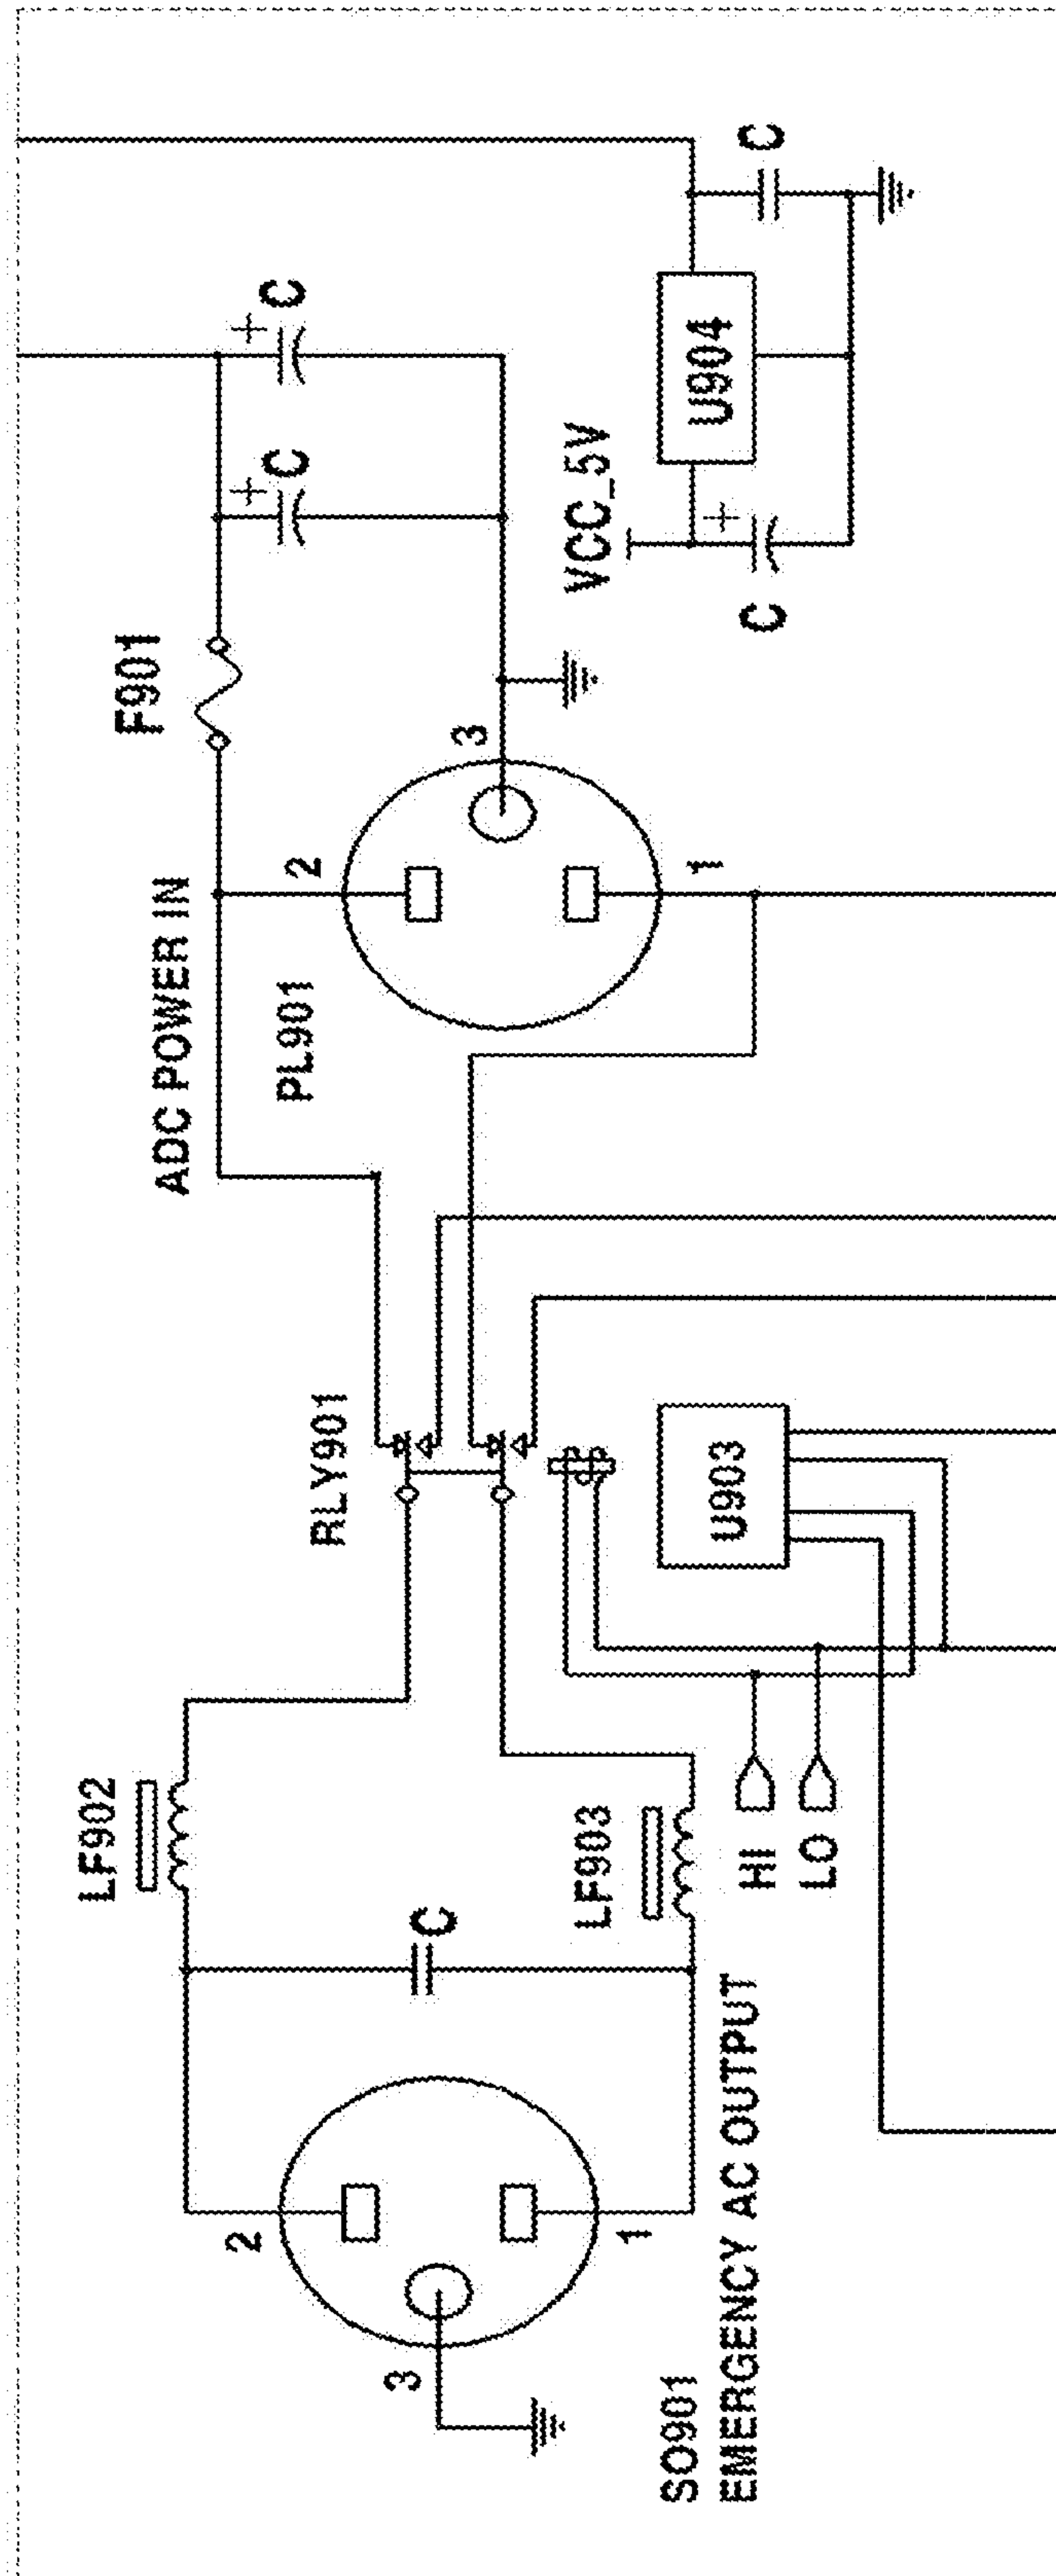 LF902
RLY901
ADC POWER IN
F901
C
C
PL901
2
3
1
C
2
3
1
LF903
HI
LO
U903
VCC_5V
U904
C
C
SO901
EMERGENCY AC OUTPUT